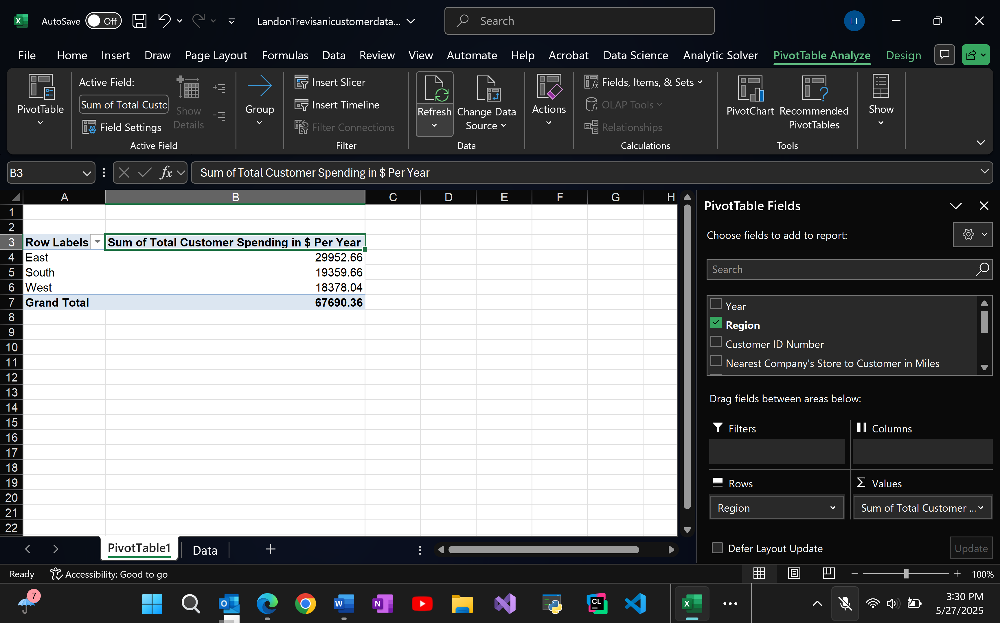 AutoSave Off LandonTrevisanicustomerdata... Search LT
File Home Insert Draw Page Layout Formulas Data Review View Automate Help Acrobat Data Science Analytic Solver PivotTable Analyze Design
PivotTable
Active Field:
Sum of Total Custo
Field Settings
Show
Details
Active Field
Group
Insert Slicer
Insert Timeline
Filter Connections
Filter
Refresh
Change Data
Source
Data
Actions
Fields, Items, & Sets
OLAP Tools
Relationships
Calculations
PivotChart
Recommended
PivotTables
Tools
Show
B3 fx Sum of Total Customer Spending in $ Per Year
A B C D E F G H
1
2
3 Row Labels Sum of Total Customer Spending in $ Per Year
4 East 29952.66
5 South 19359.66
6 West 18378.04
7 Grand Total 67690.36
8
9
10
11
12
13
14
15
16
17
18
19
20
21
22
PivotTable Fields
Choose fields to add to report:
Search
Year
Region
Customer ID Number
Nearest Company's Store to Customer in Miles
Drag fields between areas below:
Filters
Columns
Rows
Σ Values
Region
Sum of Total Customer ...
Defer Layout Update
Update
PivotTable1 Data
Ready Accessibility: Good to go 100%
7
3:30 PM
5/27/2025